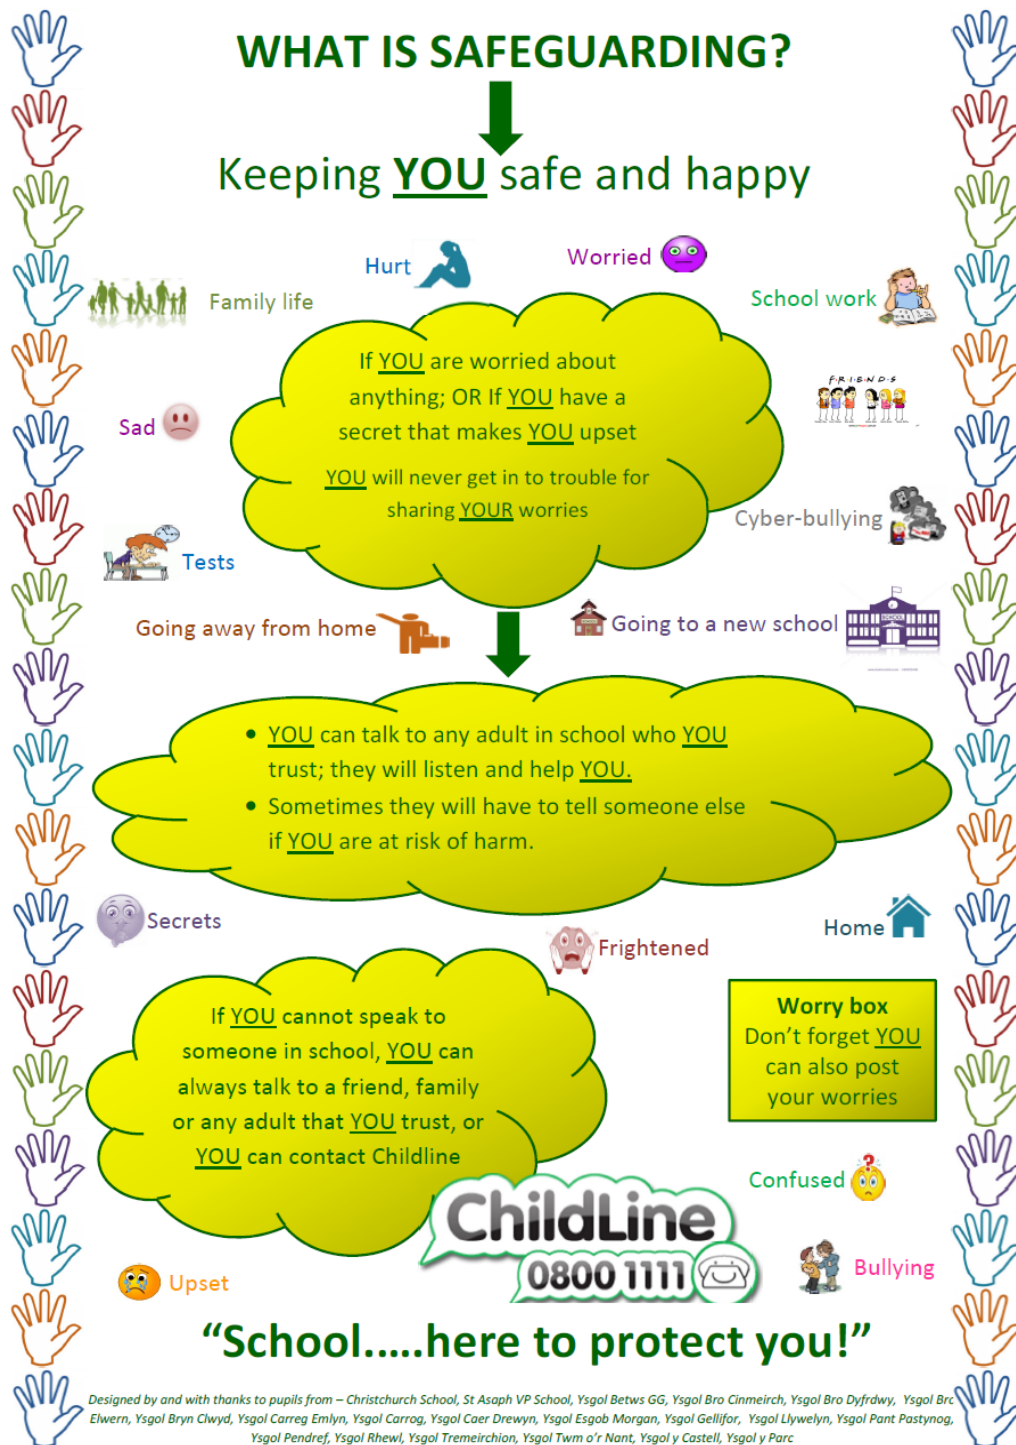 WHAT IS SAFEGUARDING?
Keeping YOU safe and happy
Hurt
Worried
Family life
School work
If YOU are worried about
anything; OR If YOU have a
secret that makes YOU upset
YOU will never get in to trouble for
sharing YOUR worries
F·R·I·E·N·D·S
Sad
Cyber-bullying
Tests
Going away from home
Going to a new school
SCHOOL
• YOU can talk to any adult in school who YOU
trust; they will listen and help YOU.
• Sometimes they will have to tell someone else
if YOU are at risk of harm.
Secrets
Frightened
Home
If YOU cannot speak to
someone in school, YOU can
always talk to a friend, family
or any adult that YOU trust, or
YOU can contact Childline
Worry box
Don’t forget YOU
can also post
your worries
Confused
ChildLine
0800 1111
Upset
Bullying
“School.....here to protect you!”
Designed by and with thanks to pupils from – Christchurch School, St Asaph VP School, Ysgol Betws GG, Ysgol Bro Cinmeirch, Ysgol Bro Dyfrdwy, Ysgol Bro
Elwern, Ysgol Bryn Clwyd, Ysgol Carreg Emlyn, Ysgol Carrog, Ysgol Caer Drewyn, Ysgol Esgob Morgan, Ysgol Gellifor, Ysgol Llywelyn, Ysgol Pant Pastynog,
Ysgol Pendref, Ysgol Rhewl, Ysgol Tremeirchion, Ysgol Twm o’r Nant, Ysgol y Castell, Ysgol y Parc